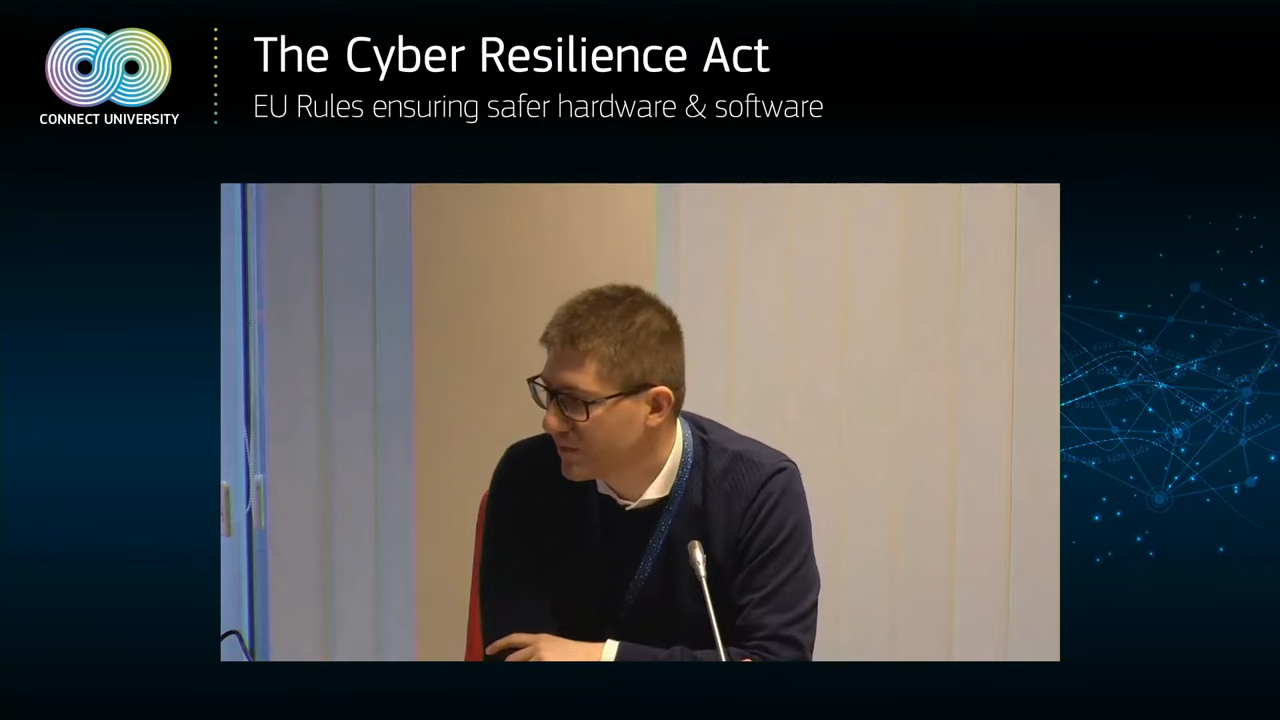 The Cyber Resilience Act
EU Rules ensuring safer hardware & software
CONNECT UNIVERSITY